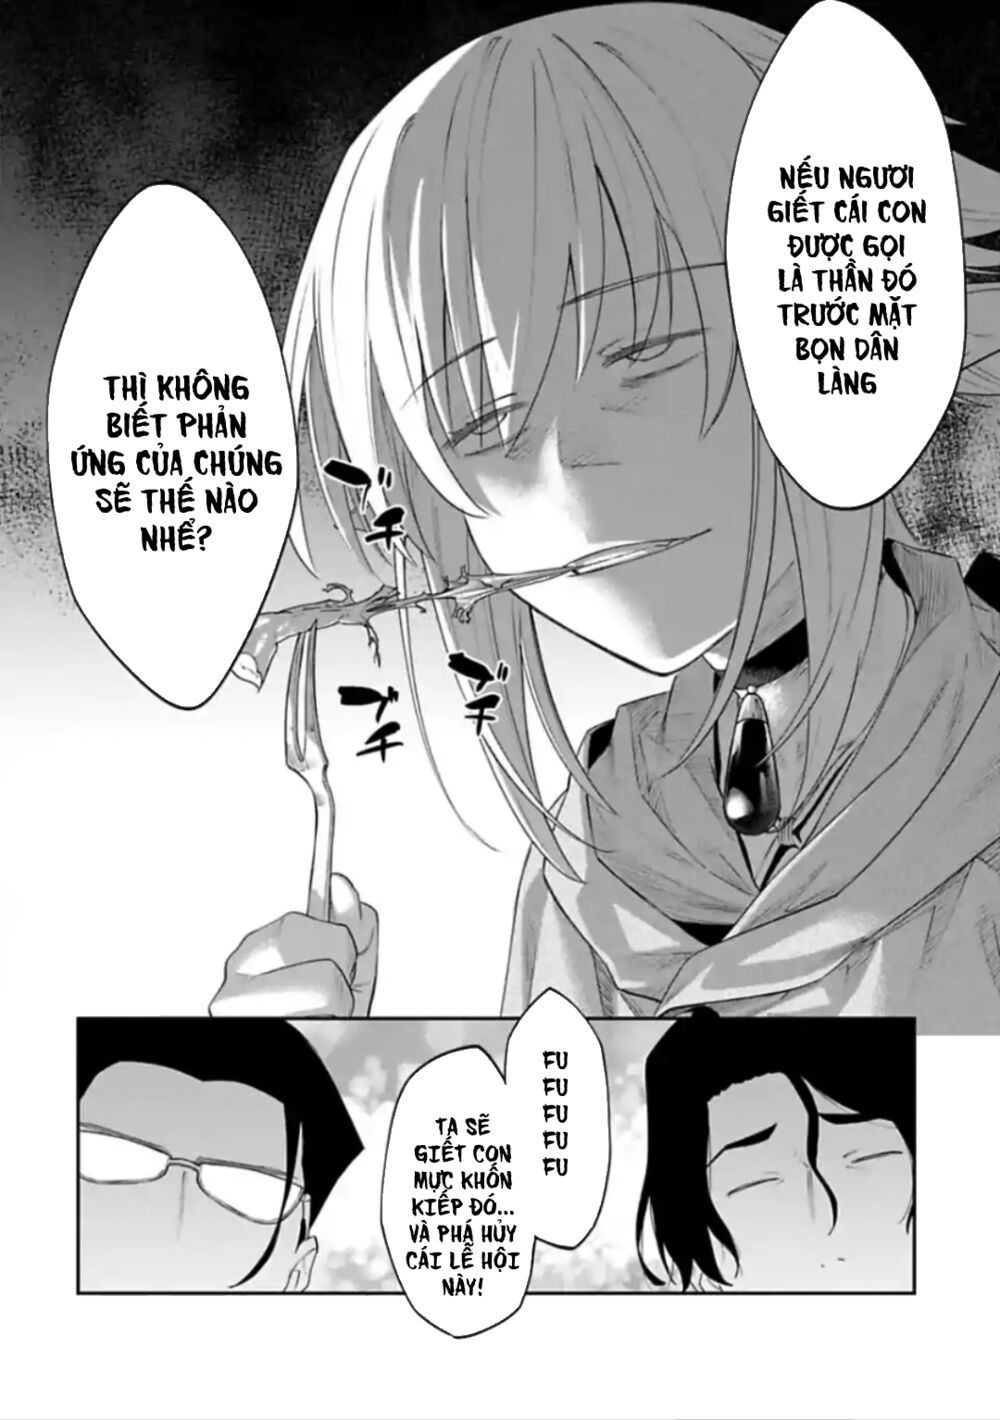 NẾU NGƯƠI
GIẾT CÁI CON
ĐƯỢC GỌI
LÀ THẦN ĐÓ
TRƯỚC MẶT
BỌN DÂN
LÀNG
THÌ KHÔNG
BIẾT PHẢN
ỨNG CỦA CHÚNG
SẼ THẾ NÀO
NHỂ?
ブチ
ブチ
ブチ
ブチ
FU
FU
FU
FU
FU
TA SẼ
GIẾT CON
MỰC KHỐN
KIẾP ĐÓ...
VÀ PHÁ HỦY
CÁI LỄ HỘI
NÀY!